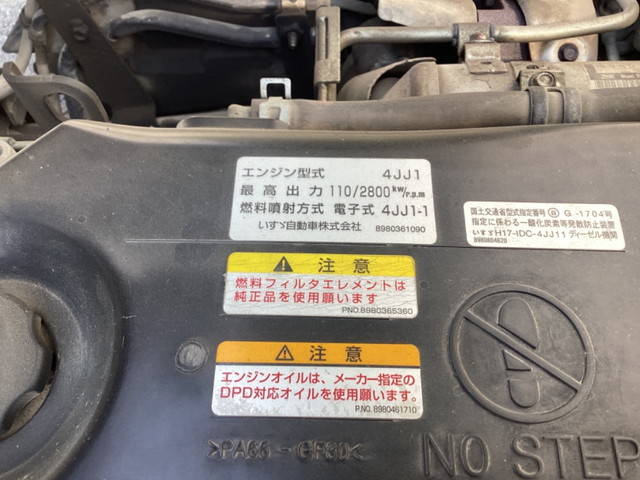 エンジン型式 4JJ1
最高出力 110/2800 kw/r.p.m
燃料噴射方式 電子式 4JJ1-1
いすゞ自動車株式会社 8980361090
国土交通省型式指定番号 Ⓑ G -1704号
指定に係わる一酸化炭素等発散防止装置
いすゞH17-IDC-4JJ11 ディーゼル機関
8980804620
注意
燃料フィルタエレメントは
純正品を使用願います
P.NO.8980365360
注意
エンジンオイルは、メーカー指定の
DPD対応オイルを使用願います。
P.NO. 8980461710
>PA66-GF30<
NO STEP